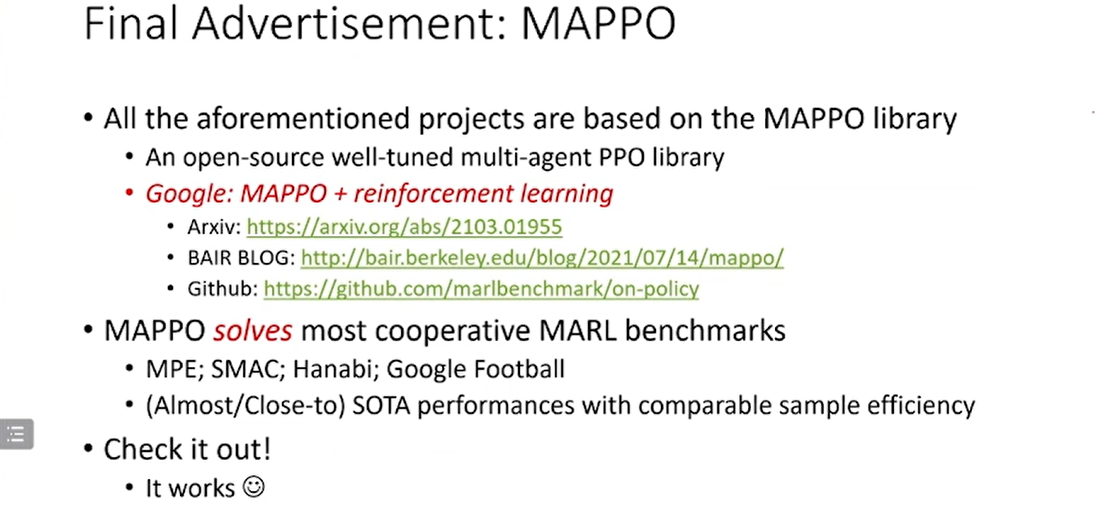 Final Advertisement: MAPPO
• All the aforementioned projects are based on the MAPPO library
• An open-source well-tuned multi-agent PPO library
• Google: MAPPO + reinforcement learning
• Arxiv: https://arxiv.org/abs/2103.01955
• BAIR BLOG: http://bair.berkeley.edu/blog/2021/07/14/mappo/
• Github: https://github.com/marlbenchmark/on-policy
• MAPPO solves most cooperative MARL benchmarks
• MPE; SMAC; Hanabi; Google Football
• (Almost/Close-to) SOTA performances with comparable sample efficiency
• Check it out!
• It works ☺